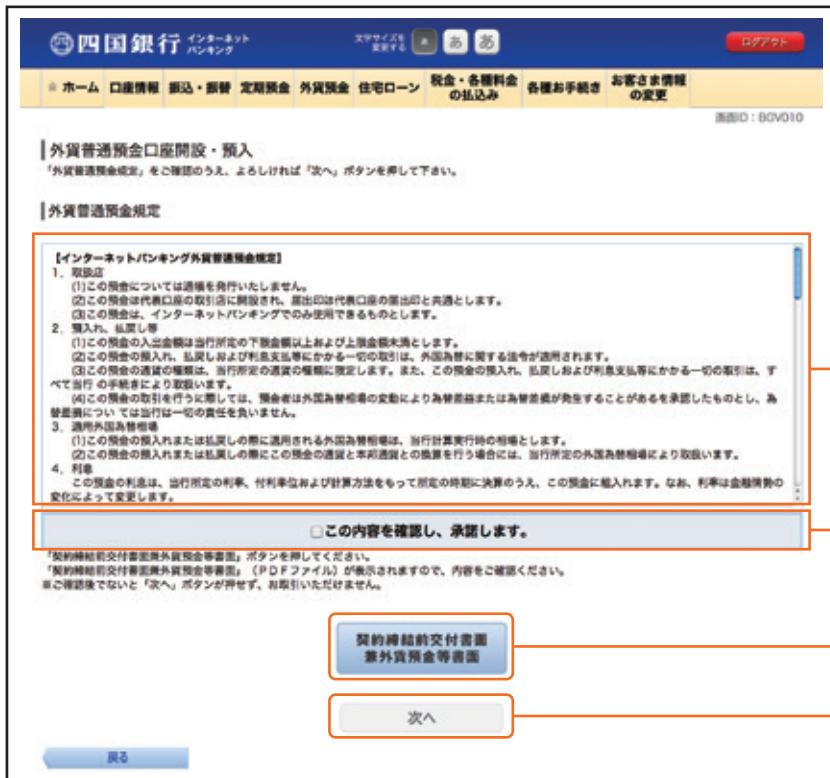 四国銀行 インターネットバンキング
文字サイズを変更する あ あ あ
ログアウト
ホーム 口座情報 振込・振替 定期預金 外貨預金 住宅ローン 税金・各種料金の払込み 各種お手続き お客さま情報の変更
画面ID:BGV010
外貨普通預金口座開設・預入
「外貨普通預金規定」をご確認のうえ、よろしければ「次へ」ボタンを押して下さい。
外貨普通預金規定
【インターネットバンキング外貨普通預金規定】
1.取扱店
(1)この預金については通帳を発行いたしません。
(2)この預金は代表口座の取引店に開設され、届出印は代表口座の届出印と共通とします。
(3)この預金は、インターネットバンキングでのみ使用できるものとします。
2.預入れ、払戻し等
(1)この預金の入出金額は当行所定の下限金額以上および上限金額未満とします。
(2)この預金の預入れ、払戻しおよび利息支払等にかかる一切の取引は、外国為替に関する法令が適用されます。
(3)この預金の通貨の種類は、当行所定の通貨の種類に限定します。また、この預金の預入れ、払戻しおよび利息支払等にかかる一切の取引は、す
べて当行 の手続きにより取扱います。
(4)この預金の取引を行うに際しては、預金者は外国為替相場の変動により為替差益または為替差損が発生することがあるを承認したものとし、為
替差損につい ては当行は一切の責任を負いません。
3.適用外国為替相場
(1)この預金の預入れまたは払戻しの際に適用される外国為替相場は、当行計算実行時の相場とします。
(2)この預金の預入れまたは払戻しの際にこの預金の通貨と本邦通貨との換算を行う場合には、当行所定の外国為替相場により取扱います。
4.利息
この預金の利息は、当行所定の利率、付利単位および計算方法をもって所定の時期に決算のうえ、この預金に組入れます。なお、利率は金融情勢の
変化によって変更します。
この内容を確認し、承諾します。
「契約締結前交付書面兼外貨預金等書面」ボタンを押してください。
「契約締結前交付書面兼外貨預金等書面」(PDFファイル)が表示されますので、内容をご確認ください。
※ご確認後でないと「次へ」ボタンが押せず、お取引いただけません。
契約締結前交付書面
兼外貨預金等書面
次へ
戻る